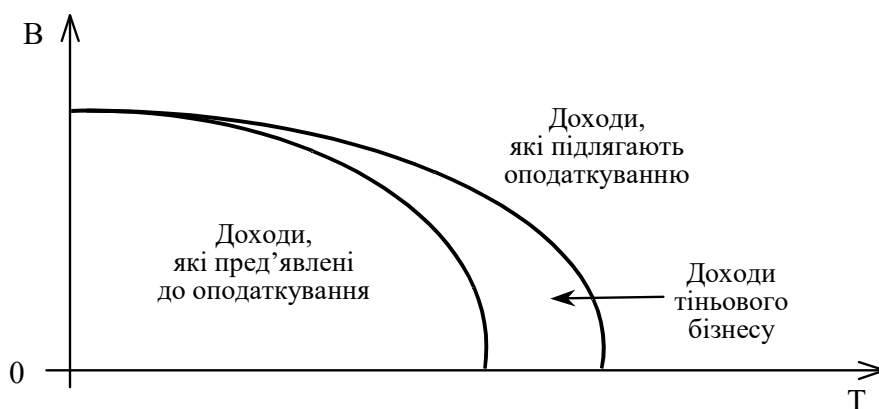 В
Доходи,
які підлягають
оподаткуванню
Доходи,
які пред’явлені
до оподаткування
Доходи
тіньового
бізнесу
0
Т